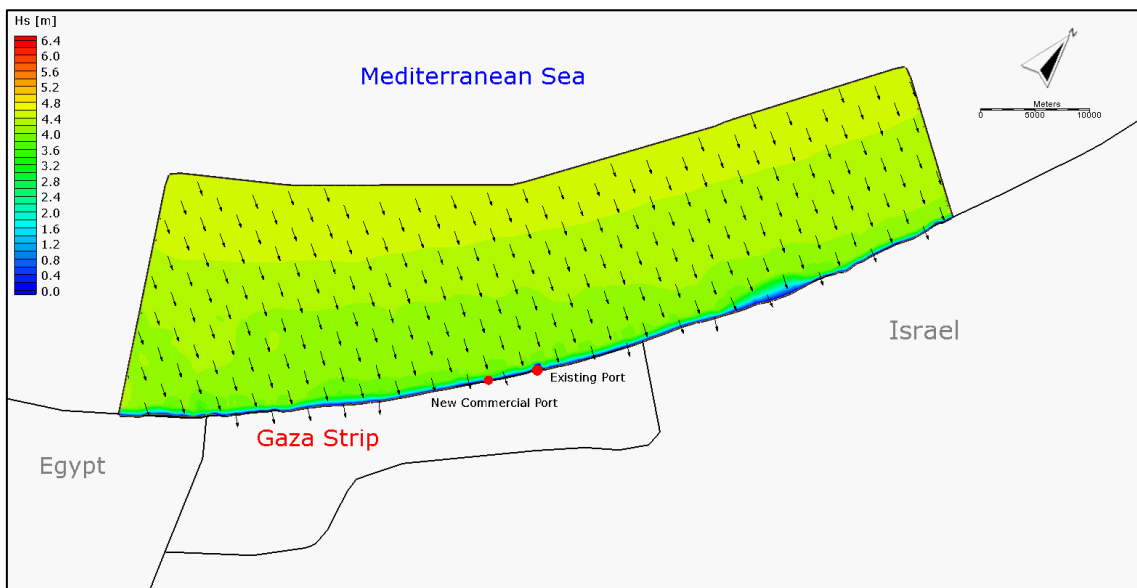 Hs [m]
6.4
6.0
5.6
5.2
4.8
4.4
4.0
3.6
3.2
2.8
2.4
2.0
1.6
1.2
0.8
0.4
0.0
Mediterranean Sea
N
Meters
0 5000 10000
Israel
Existing Port
New Commercial Port
Gaza Strip
Egypt